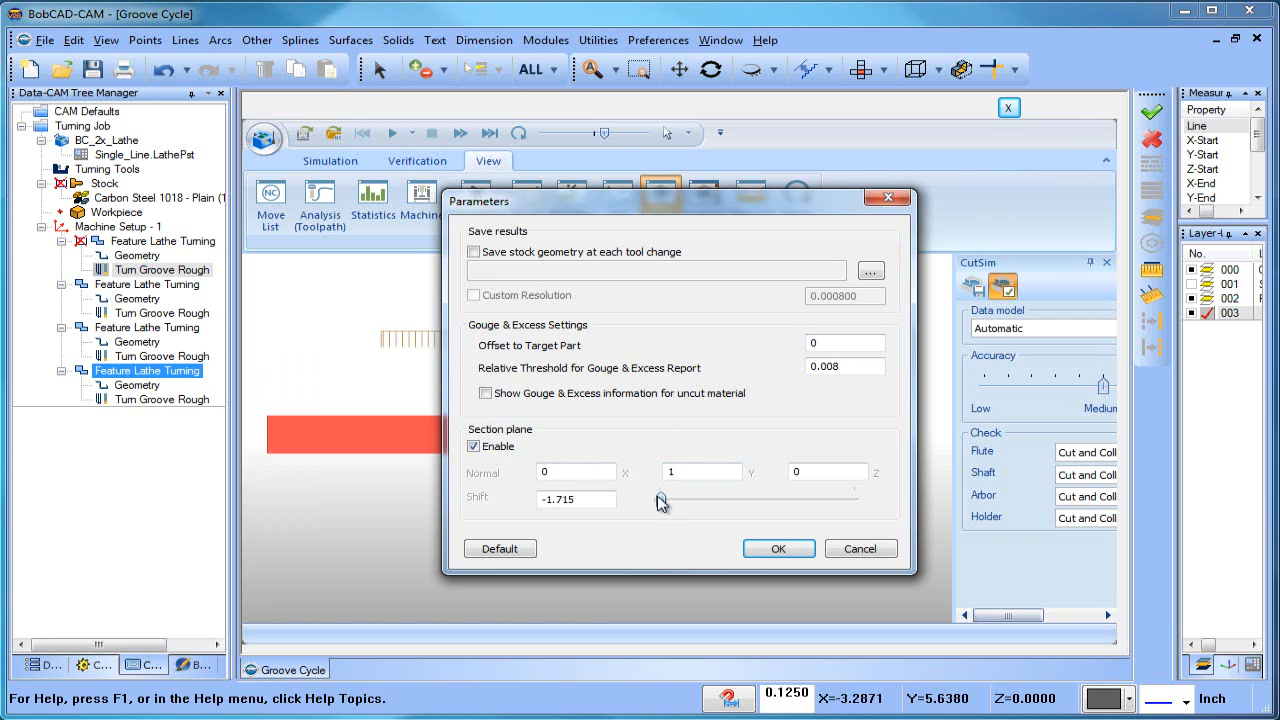 BobCAD-CAM - [Groove Cycle]
File Edit View Points Lines Arcs Other Splines Surfaces Solids Text Dimension Modules Utilities Preferences Window Help
ALL
Data-CAM Tree Manager
CAM Defaults
Turning Job
BC_2x_Lathe
Single_Line.LathePst
Turning Tools
Stock
Carbon Steel 1018 - Plain (1
Workpiece
Machine Setup - 1
Feature Lathe Turning
Geometry
Turn Groove Rough
Feature Lathe Turning
Geometry
Turn Groove Rough
Feature Lathe Turning
Geometry
Turn Groove Rough
Feature Lathe Turning
Geometry
Turn Groove Rough
D... C... C... B...
X
Simulation Verification View
NC
Move List
Analysis (Toolpath)
Statistics
Machine
Parameters
Save results
Save stock geometry at each tool change
...
Custom Resolution 0.000800
Gouge & Excess Settings
Offset to Target Part 0
Relative Threshold for Gouge & Excess Report 0.008
Show Gouge & Excess information for uncut material
Section plane
Enable
Normal 0 X 1 Y 0 Z
Shift -1.715
Default OK Cancel
CutSim
Data model
Automatic
Accuracy
Low Medium
Check
Flute Cut and Coll
Shaft Cut and Coll
Arbor Cut and Coll
Holder Cut and Coll
Groove Cycle
Measur
Property
Line
X-Start
Y-Start
Z-Start
X-End
Y-End
Layer-
No.
000
001
002
003
For Help, press F1, or in the Help menu, click Help Topics.
0.1250 X=-3.2871 Y=5.6380 Z=0.0000 Inch